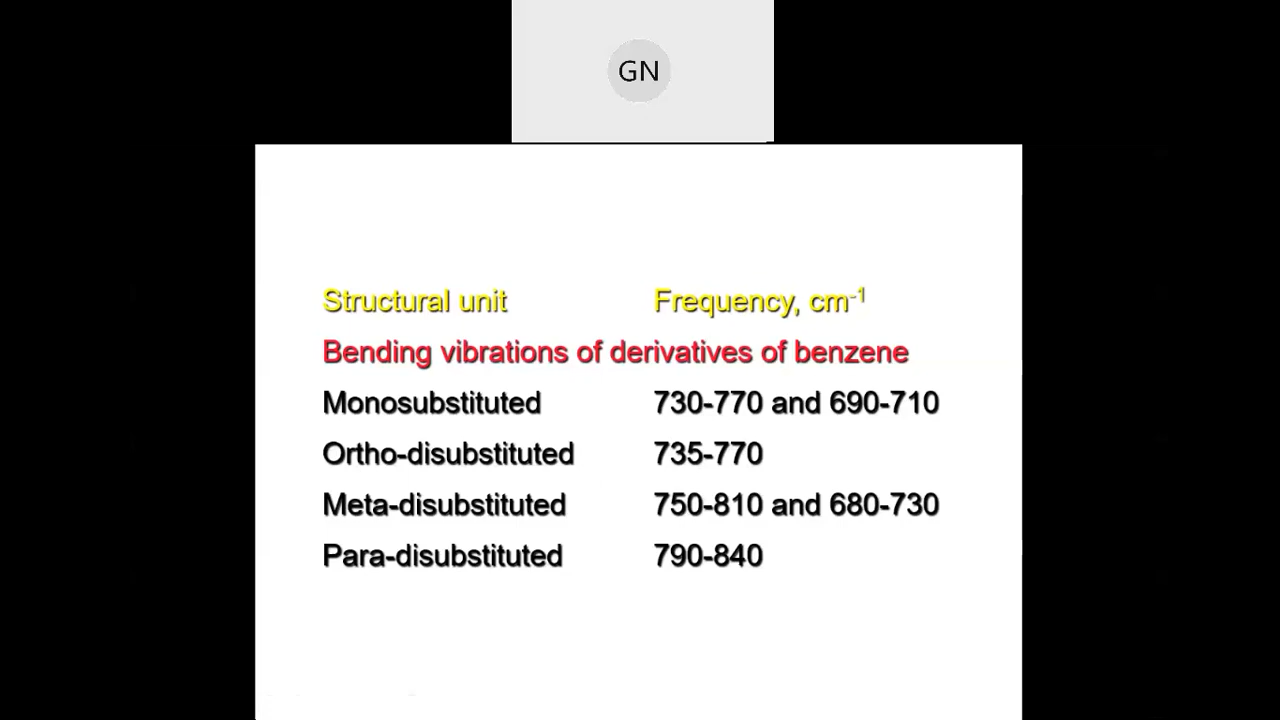 GN
Structural unit Frequency, cm-1
Bending vibrations of derivatives of benzene
Monosubstituted 730-770 and 690-710
Ortho-disubstituted 735-770
Meta-disubstituted 750-810 and 680-730
Para-disubstituted 790-840